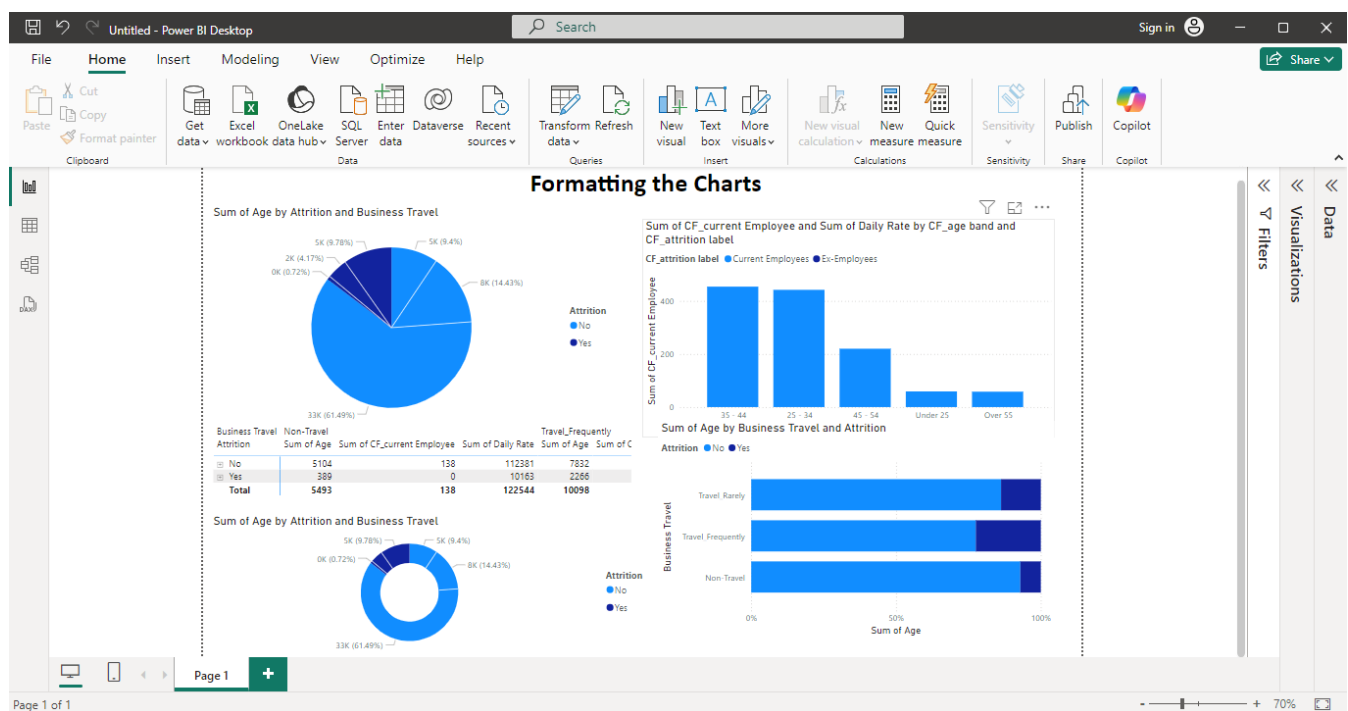 Untitled - Power BI Desktop
Search
Sign in
File Home Insert Modeling View Optimize Help
Share
Paste
Cut
Copy
Format painter
Clipboard
Get data
Excel workbook
OneLake data hub
SQL Server
Enter data
Dataverse
Recent sources
Data
Transform data
Refresh
Queries
New visual
Text box
More visuals
Insert
New visual calculation
New measure
Quick measure
Calculations
Sensitivity
Sensitivity
Publish
Share
Copilot
Copilot
DAX
Formatting the Charts
Filters
Visualizations
Data
Sum of Age by Attrition and Business Travel
5K (9.78%)
5K (9.4%)
2K (4.17%)
0K (0.72%)
8K (14.43%)
33K (61.49%)
Attrition
No
Yes
Sum of CF_current Employee and Sum of Daily Rate by CF_age band and
CF_attrition label
CF_attrition label Current Employees Ex-Employees
Sum of CF_current Employee
400
200
0
35 - 44 25 - 34 45 - 54 Under 25 Over 55
Business Travel Non-Travel Travel_Frequently
Attrition Sum of Age Sum of CF_current Employee Sum of Daily Rate Sum of Age Sum of C
No 5104 138 112381 7832
Yes 389 0 10163 2266
Total 5493 138 122544 10098
Sum of Age by Business Travel and Attrition
Attrition No Yes
Business Travel
Travel_Rarely
Travel_Frequently
Non-Travel
0% 50% 100%
Sum of Age
Sum of Age by Attrition and Business Travel
5K (9.78%)
5K (9.4%)
0K (0.72%)
8K (14.43%)
33K (61.49%)
Attrition
No
Yes
Page 1
Page 1 of 1
70%